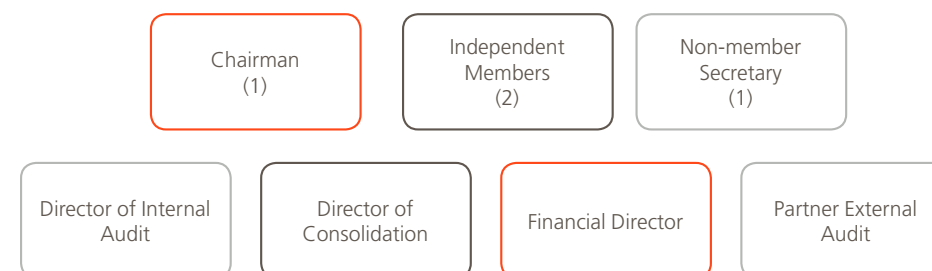 Chairman
(1)
Independent
Members
(2)
Non-member
Secretary
(1)
Director of Internal
Audit
Director of
Consolidation
Financial Director
Partner External
Audit